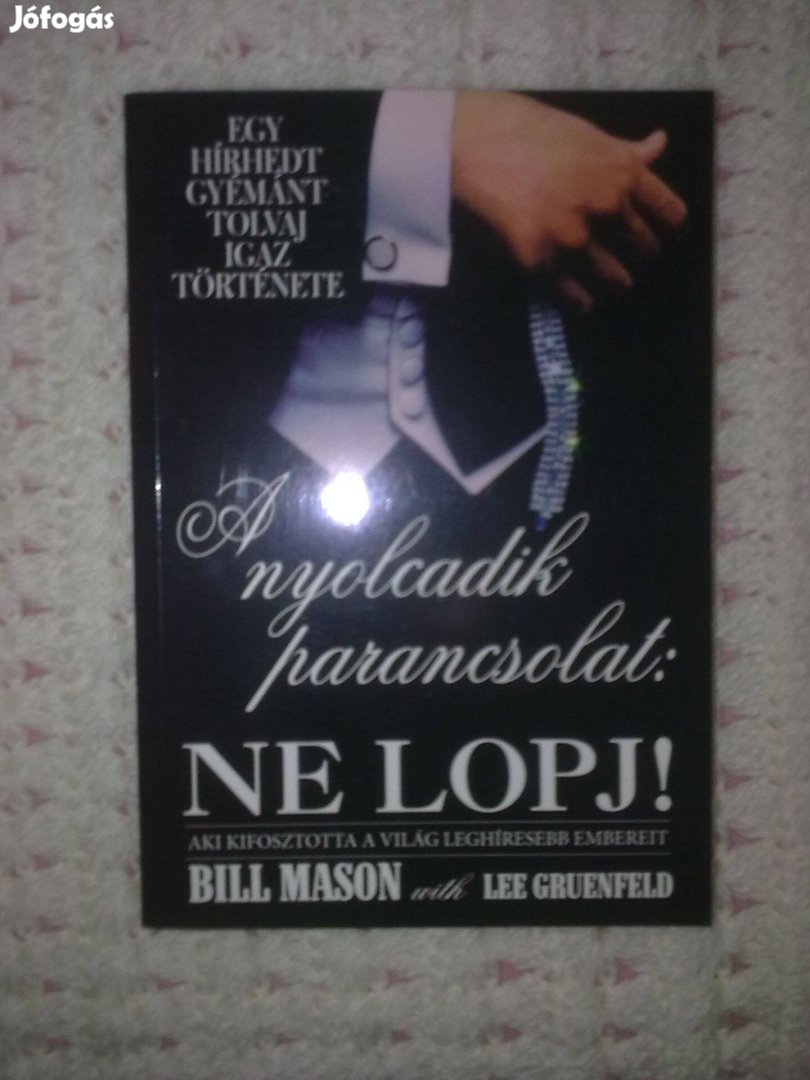 Jófogás
EGY
HÍRHEDT
GYÉMÁNT
TOLVAJ
IGAZ
TÖRTÉNETE
A
nyolcadik
parancsolat:
NE LOPJ!
AKI KIFOSZTOTTA A VILÁG LEGHÍRESEBB EMBEREIT
BILL MASON with LEE GRUENFELD